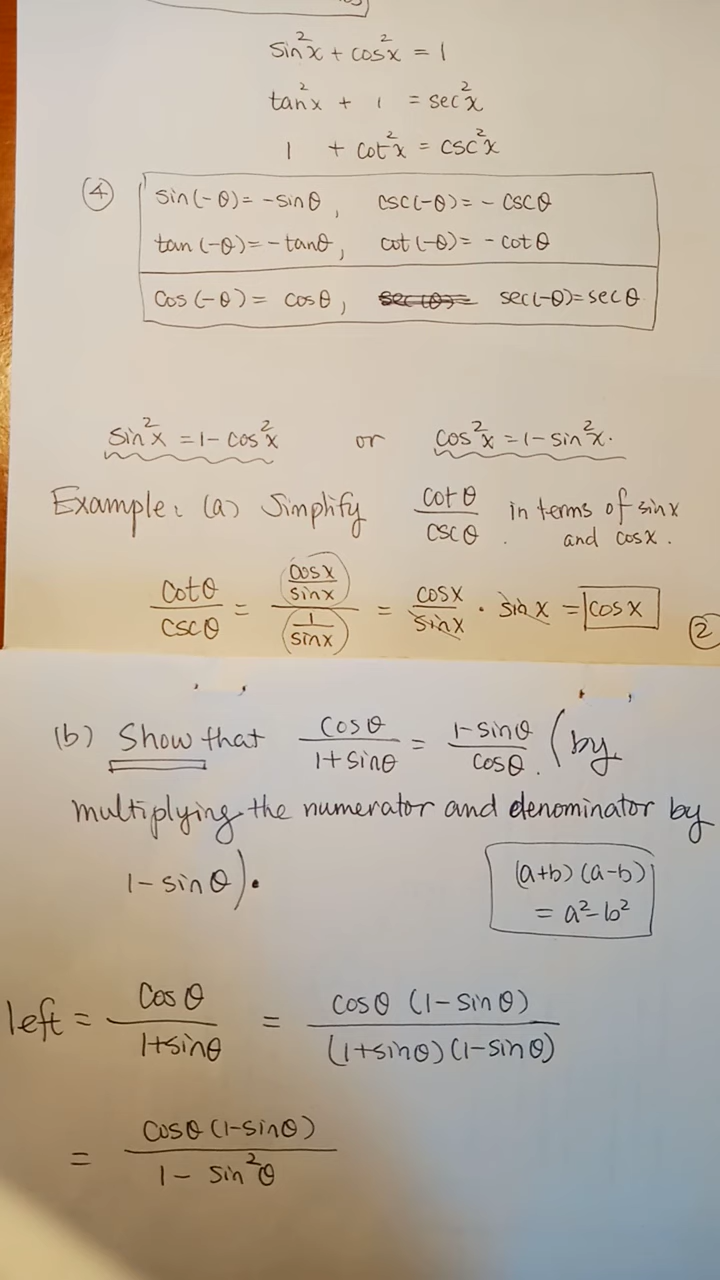 sin²x + cos²x = 1
tan²x + 1 = sec²x
1 + cot²x = csc²x
④ sin(-θ) = -sinθ, csc(-θ) = - cscθ
tan(-θ) = - tanθ, cot(-θ) = - cotθ
cos(-θ) = cosθ, sec(-θ) = secθ
sin²x = 1 - cos²x or cos²x = 1 - sin²x.
Example: (a) Simplify cotθ/cscθ in terms of sinx
and cosx.
cotθ/cscθ = (cosx/sinx)/(1/sinx) = cosx/sinx · sinx = cosx
②
(b) Show that cosθ/(1+sinθ) = (1-sinθ)/cosθ. (by
multiplying the numerator and denominator by
1 - sinθ).
(a+b)(a-b)
= a²-b²
left = cosθ/(1+sinθ) = cosθ(1-sinθ)/((1+sinθ)(1-sinθ))
= cosθ(1-sinθ)/(1 - sin²θ)